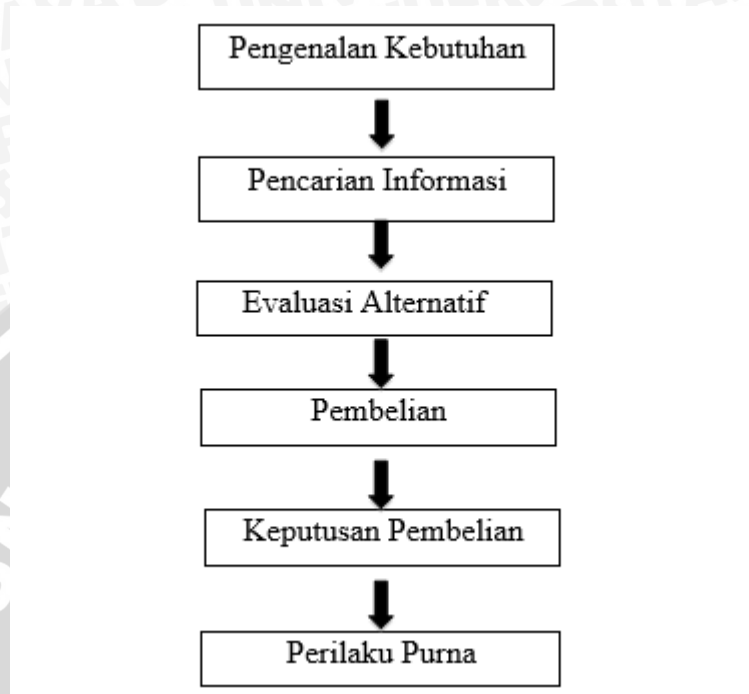 Pengenalan Kebutuhan
Pencarian Informasi
Evaluasi Alternatif
Pembelian
Keputusan Pembelian
Perilaku Purna